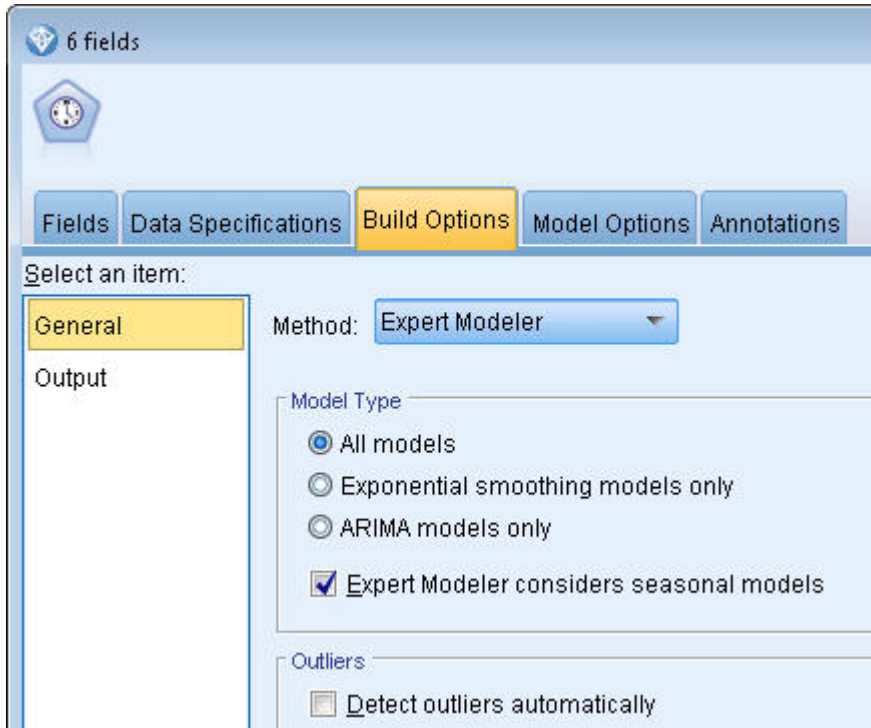 6 fields
Fields Data Specifications Build Options Model Options Annotations
Select an item:
General
Output
Method: Expert Modeler
Model Type
All models
Exponential smoothing models only
ARIMA models only
Expert Modeler considers seasonal models
Outliers
Detect outliers automatically